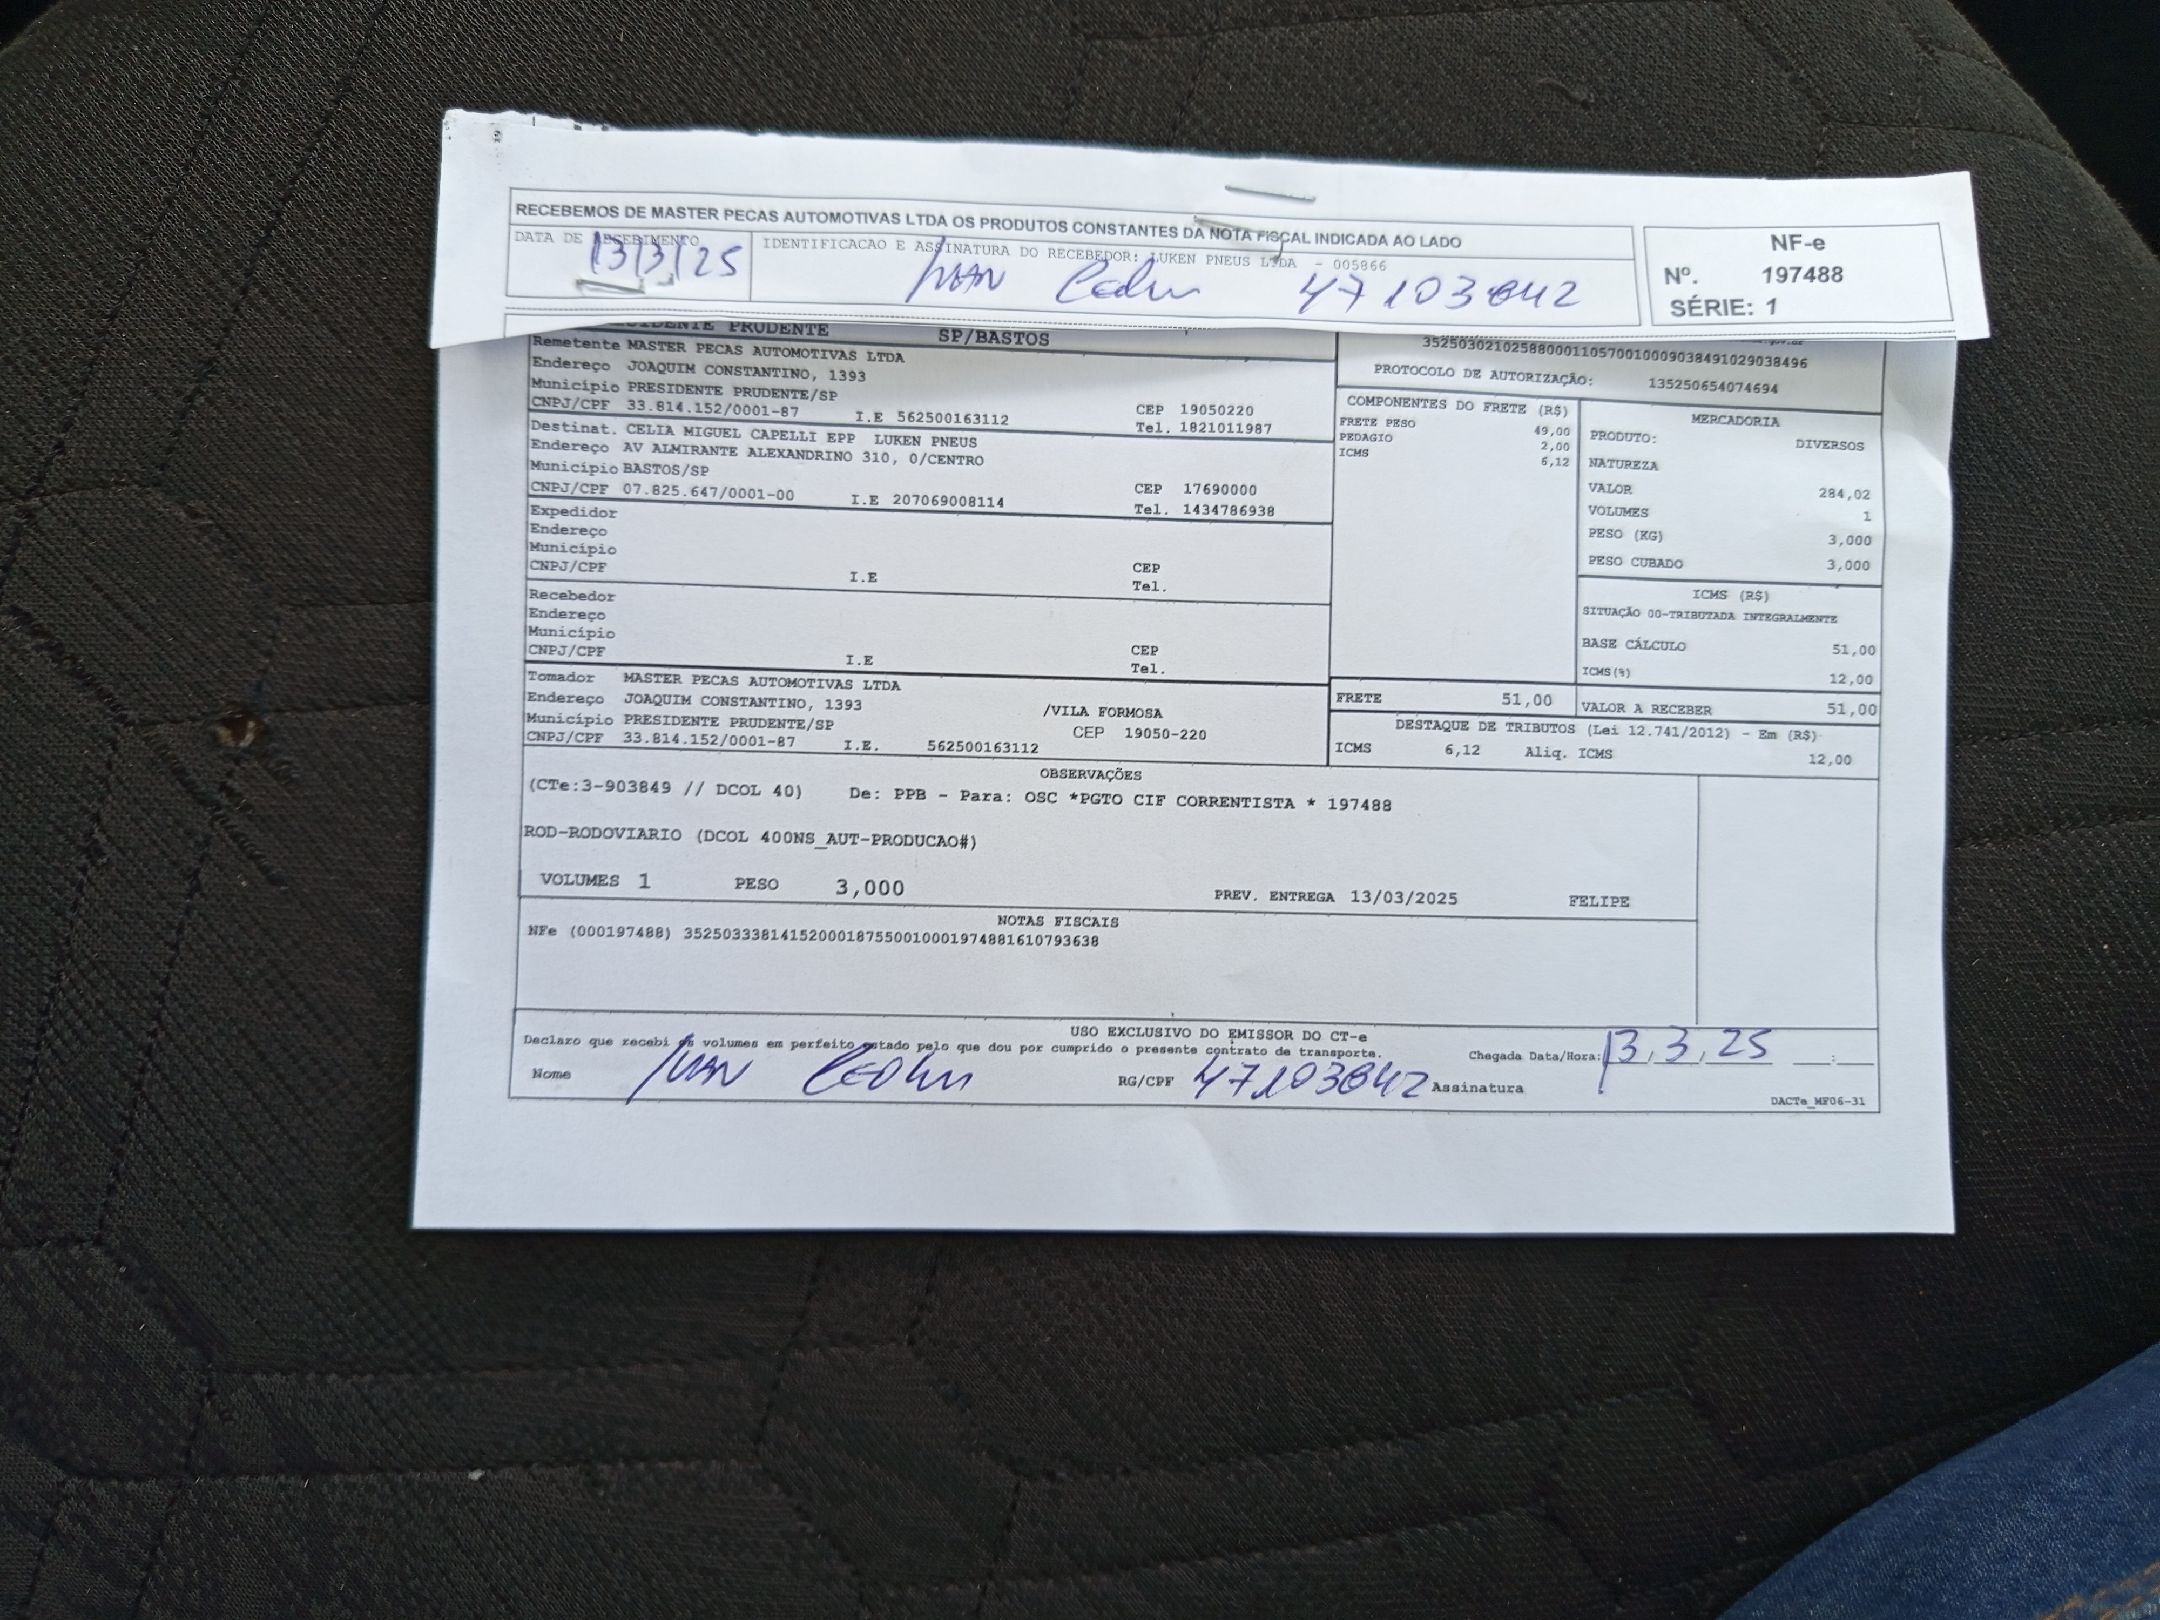 RECEBEMOS DE MASTER PECAS AUTOMOTIVAS LTDA OS PRODUTOS CONSTANTES DA NOTA FISCAL INDICADA AO LADO
DATA DE RECEBIMENTO
13/3/25
IDENTIFICACAO E ASSINATURA DO RECEBEDOR: LUKEN PNEUS LTDA - 005866
47103842
NF-e
Nº. 197488
SÉRIE: 1
PRUDENTE SP/BASTOS
Remetente MASTER PECAS AUTOMOTIVAS LTDA
Endereço JOAQUIM CONSTANTINO, 1393
Município PRESIDENTE PRUDENTE/SP
CNPJ/CPF 33.814.152/0001-87 I.E 562500163112
CEP 19050220
Tel. 1821011987
Destinat. CELIA MIGUEL CAPELLI EPP LUKEN PNEUS
Endereço AV ALMIRANTE ALEXANDRINO 310, 0/CENTRO
Município BASTOS/SP
CNPJ/CPF 07.825.647/0001-00 I.E 207069008114
CEP 17690000
Tel. 1434786938
Expedidor
Endereço
Município
CNPJ/CPF I.E
CEP
Tel.
Recebedor
Endereço
Município
CNPJ/CPF I.E
CEP
Tel.
Tomador MASTER PECAS AUTOMOTIVAS LTDA
Endereço JOAQUIM CONSTANTINO, 1393 /VILA FORMOSA
Município PRESIDENTE PRUDENTE/SP CEP 19050-220
CNPJ/CPF 33.814.152/0001-87 I.E. 562500163112
35250302102588000110570010009038491029038496
PROTOCOLO DE AUTORIZAÇÃO: 135250654074694
COMPONENTES DO FRETE (R$)
FRETE PESO 49,00
PEDAGIO 2,00
ICMS 6,12
MERCADORIA
PRODUTO: DIVERSOS
NATUREZA
VALOR 284,02
VOLUMES 1
PESO (KG) 3,000
PESO CUBADO 3,000
ICMS (R$)
SITUAÇÃO 00-TRIBUTADA INTEGRALMENTE
BASE CÁLCULO 51,00
ICMS(%) 12,00
FRETE 51,00
VALOR A RECEBER 51,00
DESTAQUE DE TRIBUTOS (Lei 12.741/2012) - Em (R$)
ICMS 6,12 Aliq. ICMS 12,00
OBSERVAÇÕES
(CTe:3-903849 // DCOL 40) De: PPB - Para: OSC *PGTO CIF CORRENTISTA * 197488
ROD-RODOVIARIO (DCOL 400NS_AUT-PRODUCAO#)
VOLUMES 1 PESO 3,000 PREV. ENTREGA 13/03/2025 FELIPE
NOTAS FISCAIS
NFe (000197488) 35250333814152000187550010001974881610793638
USO EXCLUSIVO DO EMISSOR DO CT-e
Declaro que recebi os volumes em perfeito estado pelo que dou por cumprido o presente contrato de transporte.
Chegada Data/Hora: 13/3/25 __:__
Nome
RG/CPF 47103842 Assinatura
DACTe_MF06-31